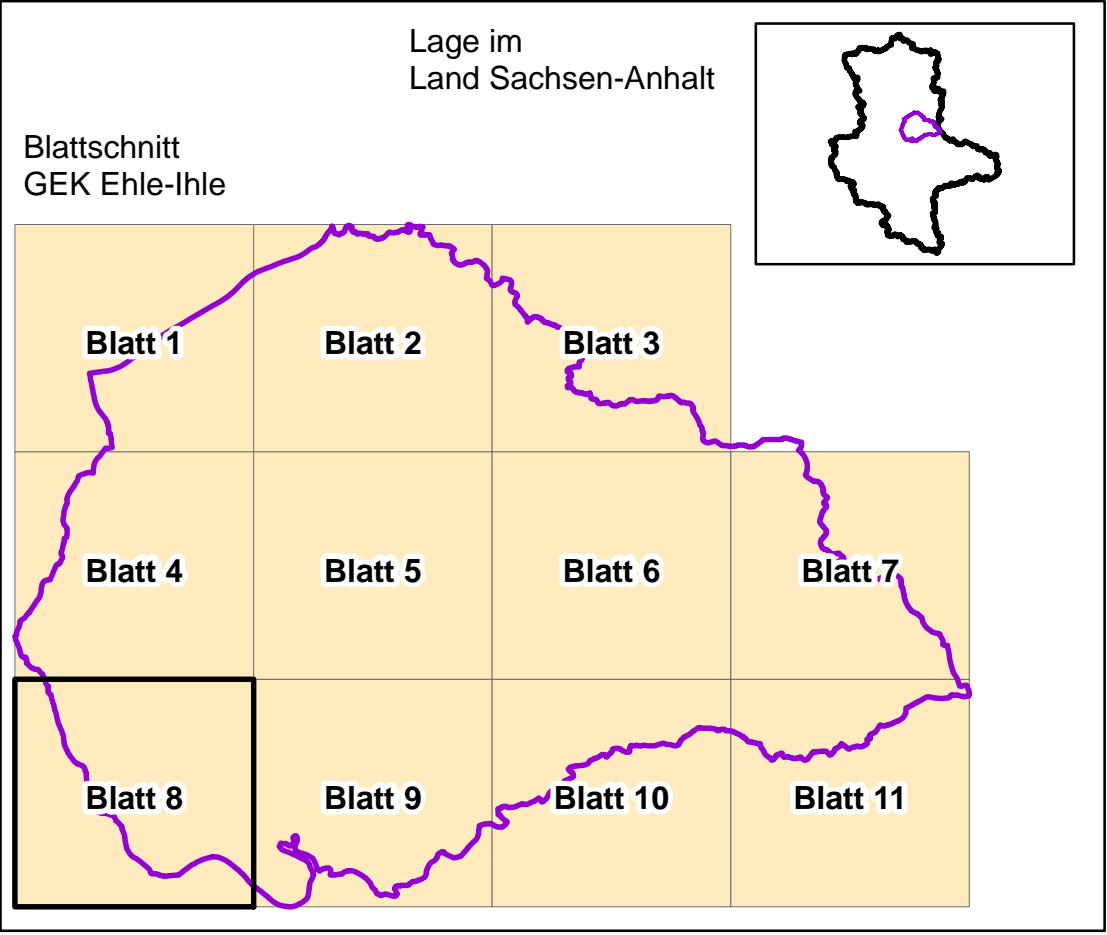 Lage im
Land Sachsen-Anhalt
Blattschnitt
GEK Ehle-Ihle
Blatt 1
Blatt 2
Blatt 3
Blatt 4
Blatt 5
Blatt 6
Blatt 7
Blatt 8
Blatt 9
Blatt 10
Blatt 11